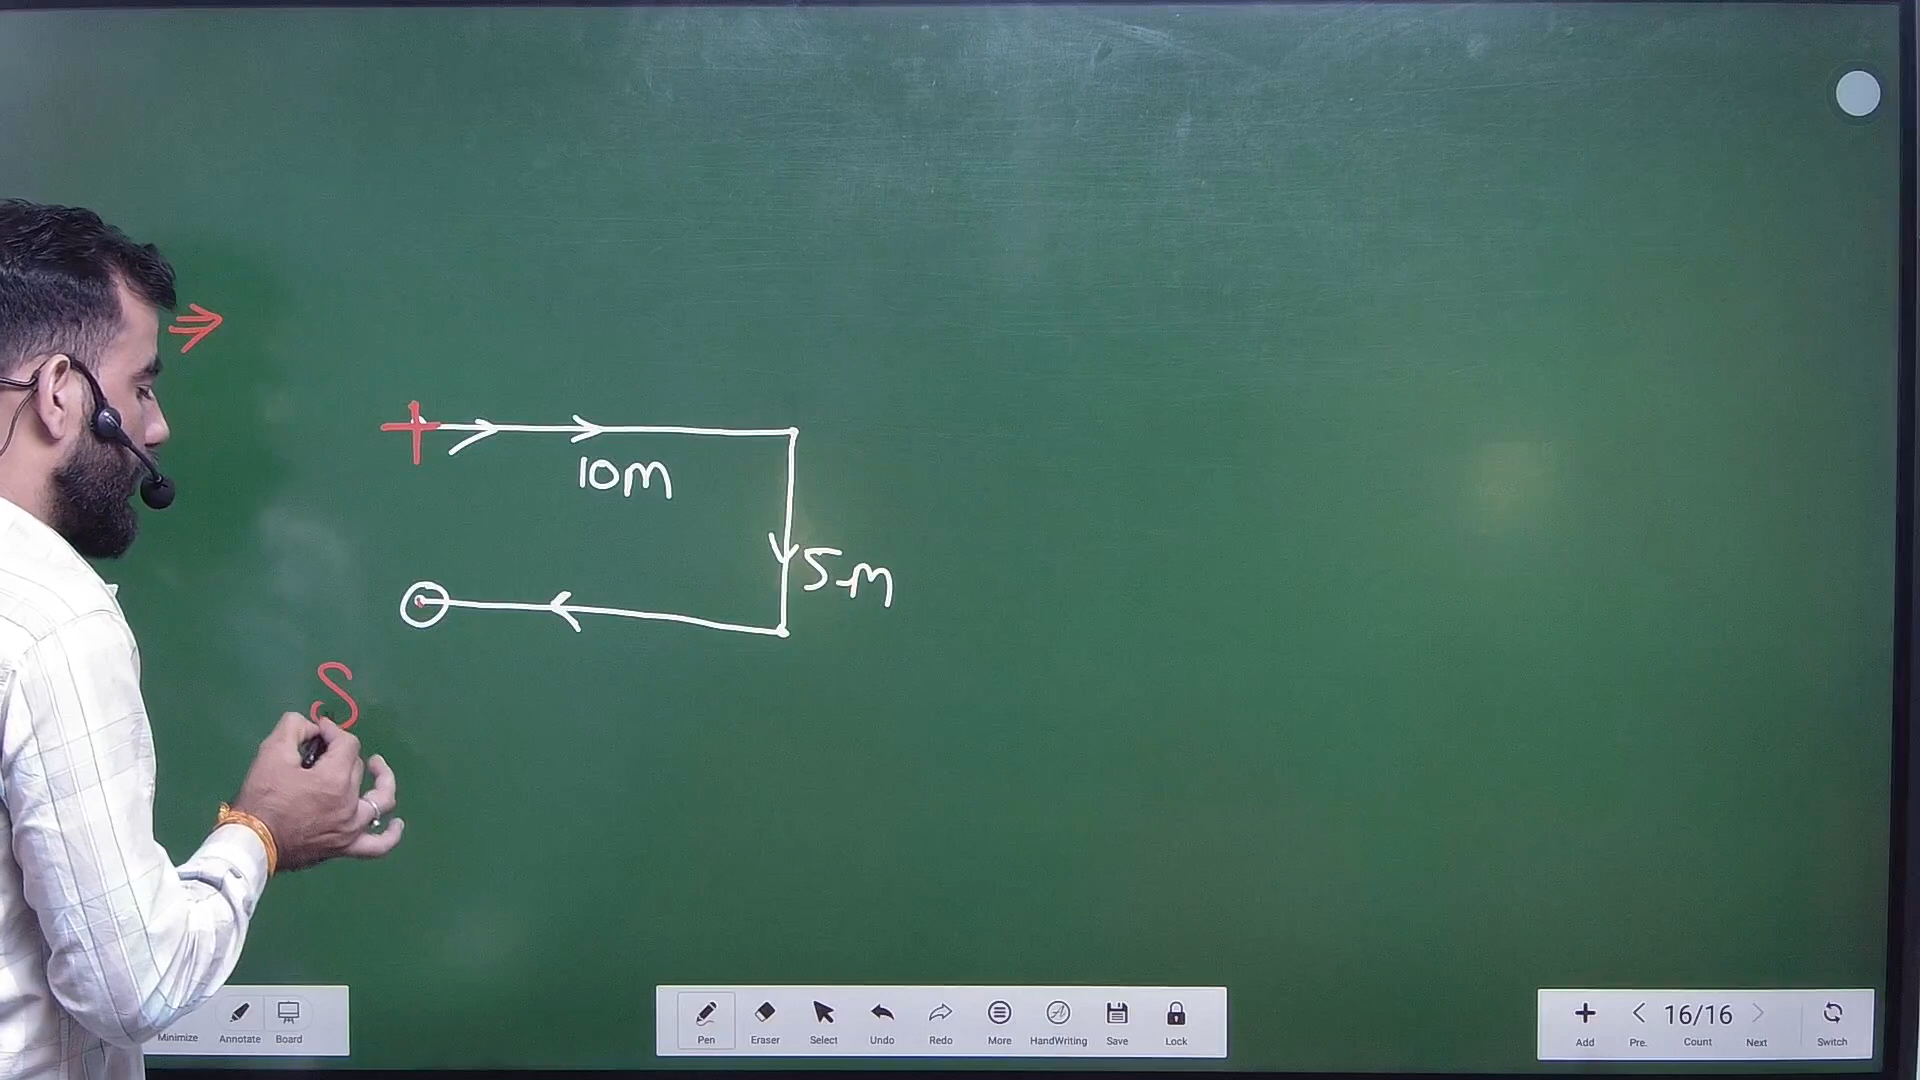 10m
5m
S
Minimize
Annotate
Board
Pen
Eraser
Select
Undo
Redo
More
HandWriting
Save
Lock
Add
Pre.
16/16
Count
Next
Switch